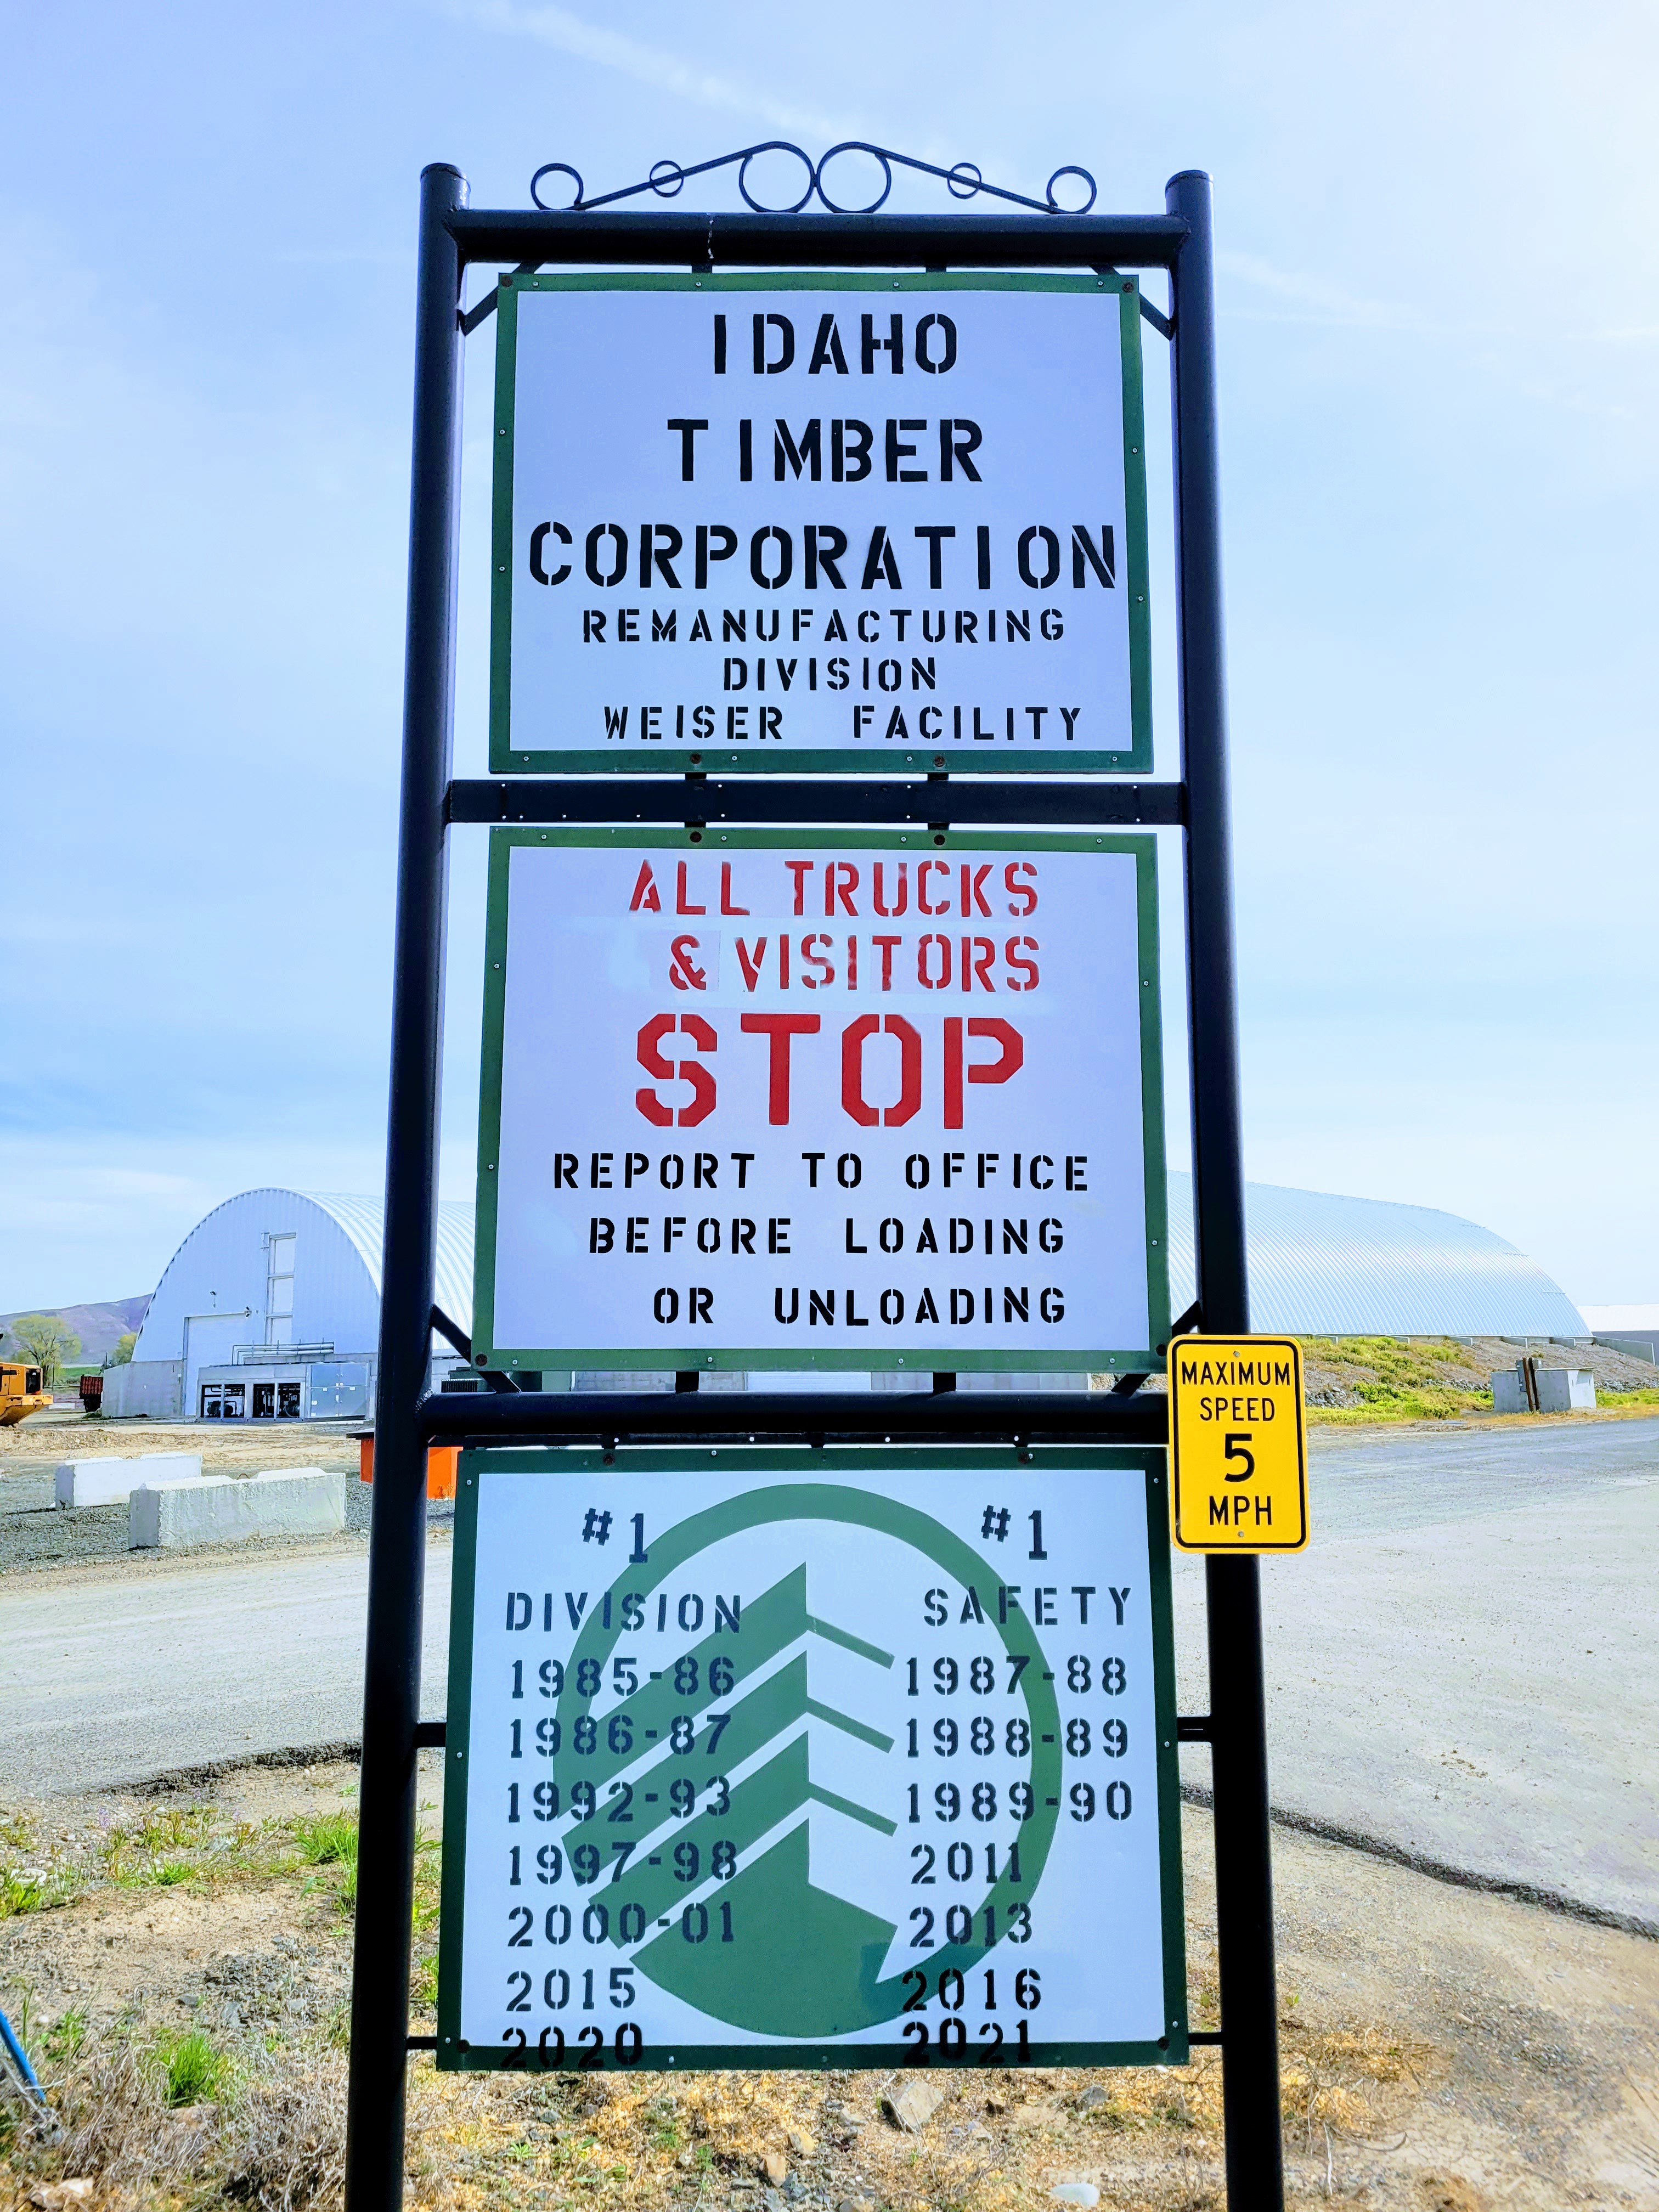 IDAHO
TIMBER
CORPORATION
REMANUFACTURING
DIVISION
WEISER FACILITY
ALL TRUCKS
& VISITORS
STOP
REPORT TO OFFICE
BEFORE LOADING
OR UNLOADING
MAXIMUM
SPEED
5
MPH
#1
DIVISION
1985-86
1986-87
1992-93
1997-98
2000-01
2015
2020
#1
SAFETY
1987-88
1988-89
1989-90
2011
2013
2016
2021